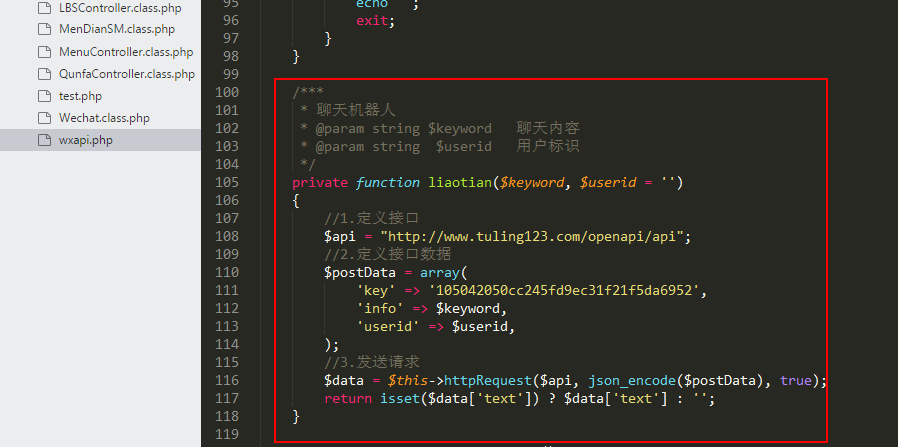 LBSController.class.php
MenDianSM.class.php
MenuController.class.php
QunfaController.class.php
test.php
Wechat.class.php
wxapi.php
95 echo '';
96 exit;
97 }
98 }
99
100 /***
101 * 聊天机器人
102 * @param string $keyword 聊天内容
103 * @param string $userid 用户标识
104 */
105 private function liaotian($keyword, $userid = '')
106 {
107 //1.定义接口
108 $api = "http://www.tuling123.com/openapi/api";
109 //2.定义接口数据
110 $postData = array(
111 'key' => '105042050cc245fd9ec31f21f5da6952',
112 'info' => $keyword,
113 'userid' => $userid,
114 );
115 //3.发送请求
116 $data = $this->httpRequest($api, json_encode($postData), true);
117 return isset($data['text']) ? $data['text'] : '';
118 }
119